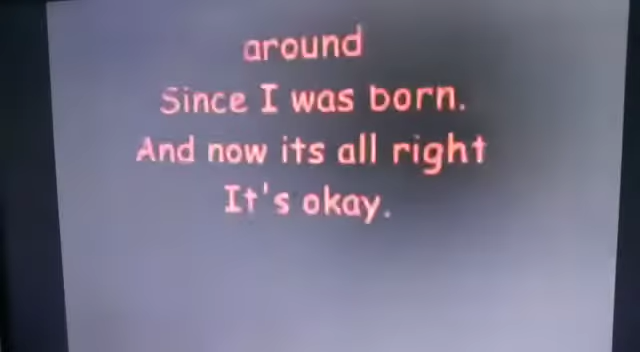 around
Since I was born.
And now its all right
It's okay.